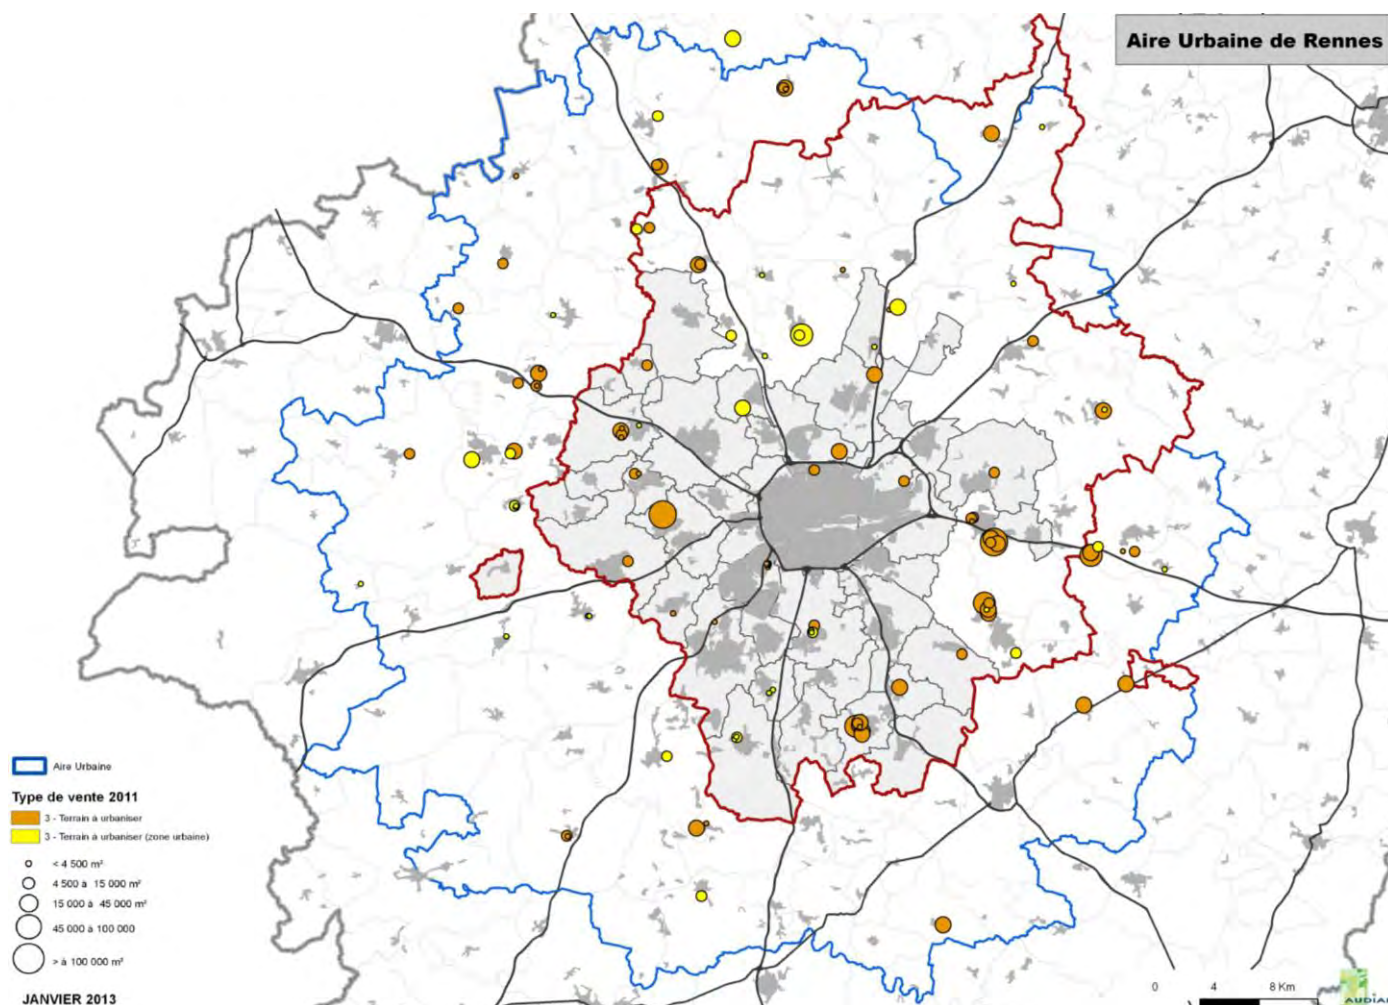 Aire Urbaine de Rennes
Aire Urbaine
Type de vente 2011
3 - Terrain à urbaniser
3 - Terrain à urbaniser (zone urbaine)
< 4 500 m²
4 500 à 15 000 m²
15 000 à 45 000 m²
45 000 à 100 000
> à 100 000 m²
JANVIER 2013
0 4 8 Km
AUDIAR